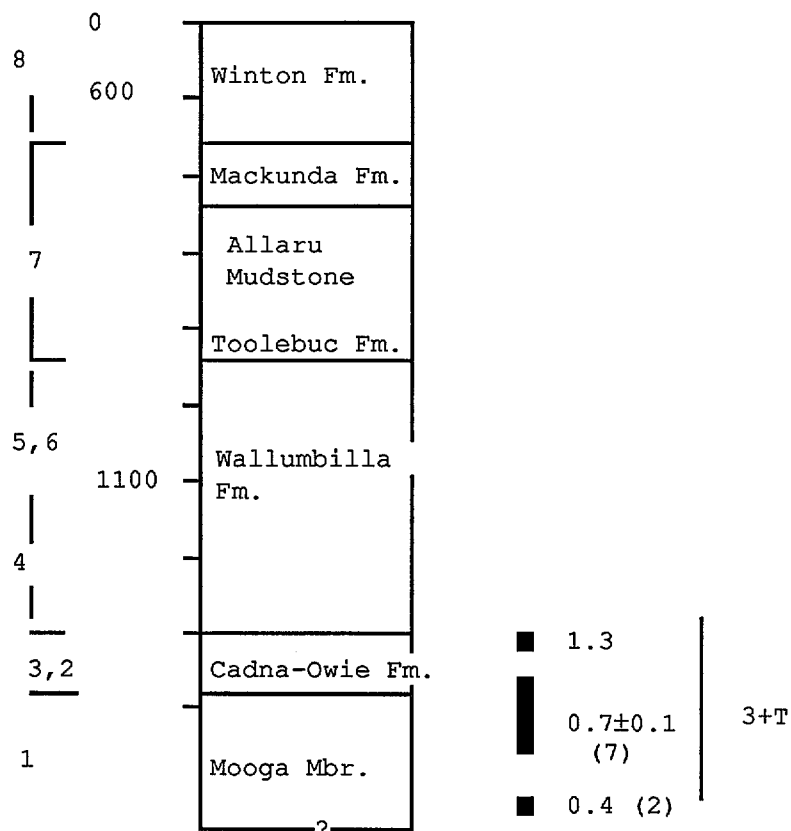 0
8
Winton Fm.
600
Mackunda Fm.
7
Allaru
Mudstone
Toolebuc Fm.
5,6
Wallumbilla
1100
Fm.
4
1.3
3,2
Cadna-Owie Fm.
0.7±0.1
3+T
(7)
1
Mooga Mbr.
0.4 (2)
?